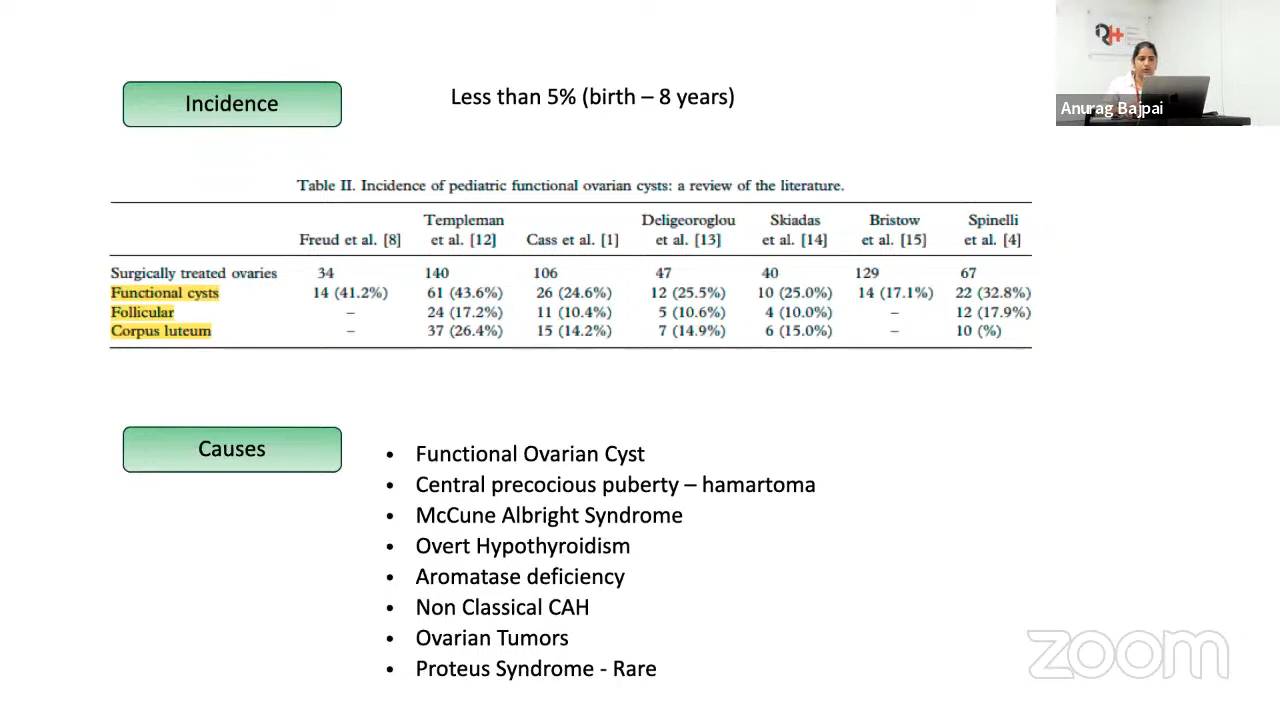 Incidence
Less than 5% (birth – 8 years)
Anurag Bajpai
Table II. Incidence of pediatric functional ovarian cysts: a review of the literature.
Freud et al. [8] Templeman et al. [12] Cass et al. [1] Deligeoroglou et al. [13] Skiadas et al. [14] Bristow et al. [15] Spinelli et al. [4]
Surgically treated ovaries 34 140 106 47 40 129 67
Functional cysts 14 (41.2%) 61 (43.6%) 26 (24.6%) 12 (25.5%) 10 (25.0%) 14 (17.1%) 22 (32.8%)
Follicular – 24 (17.2%) 11 (10.4%) 5 (10.6%) 4 (10.0%) – 12 (17.9%)
Corpus luteum – 37 (26.4%) 15 (14.2%) 7 (14.9%) 6 (15.0%) – 10 (%)
Causes
• Functional Ovarian Cyst
• Central precocious puberty – hamartoma
• McCune Albright Syndrome
• Overt Hypothyroidism
• Aromatase deficiency
• Non Classical CAH
• Ovarian Tumors
• Proteus Syndrome - Rare
zoom